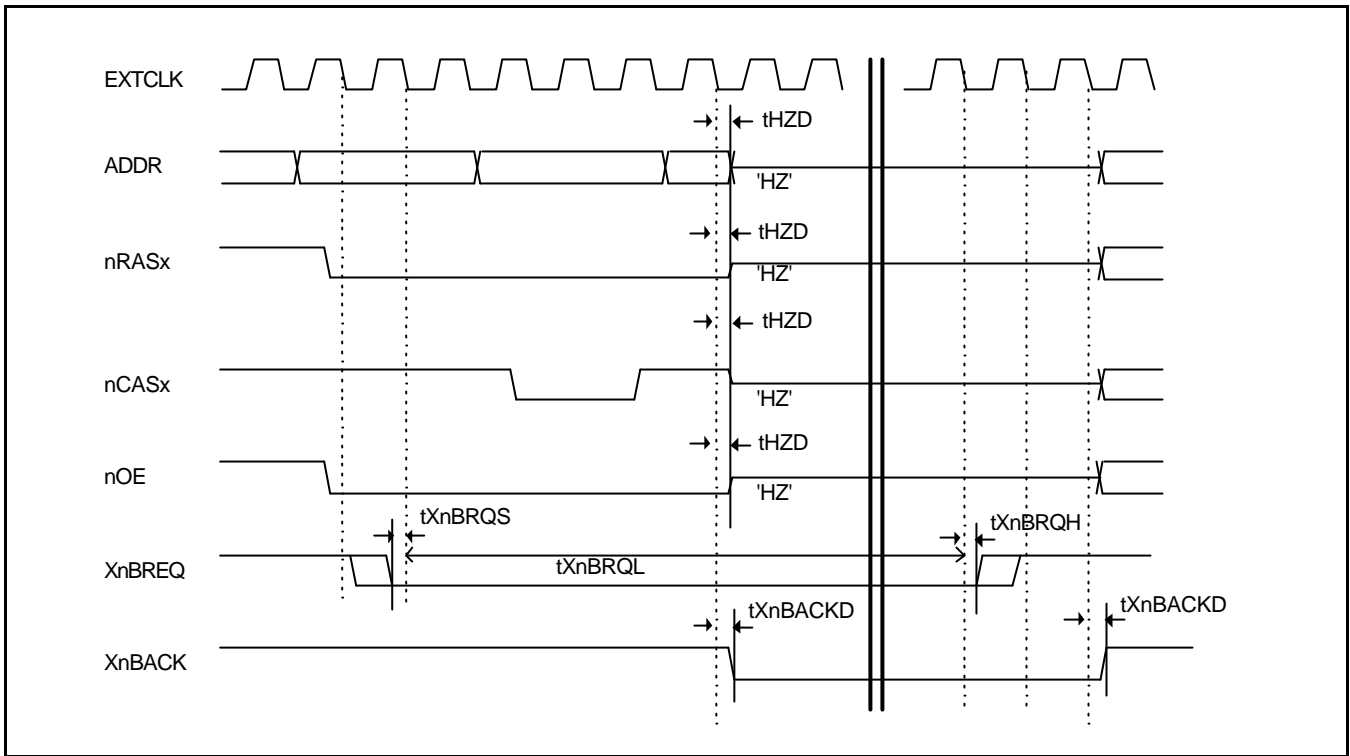 EXTCLK
tHZD
ADDR
'HZ'
tHZD
nRASx
'HZ'
tHZD
nCASx
'HZ'
tHZD
nOE
'HZ'
tXnBRQS
tXnBRQH
XnBREQ
tXnBRQL
tXnBACKD
tXnBACKD
XnBACK